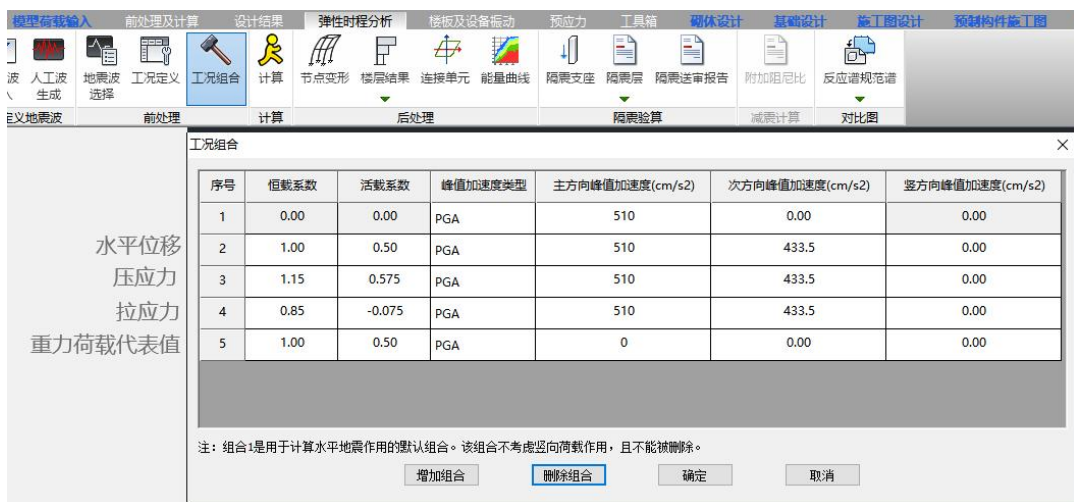 模型荷载输入 前处理及计算 设计结果 弹性时程分析 楼板及设备振动 预应力 工具箱 砌体设计 基础设计 施工图设计 预制构件施工图
波 人工波 地震波 工况定义 工况组合 计算 节点变形 楼层结果 连接单元 能量曲线 隔震支座 隔震层 隔震送审报告 附加阻尼比 反应谱规范谱
入 生成 选择
定义地震波 前处理 计算 后处理 隔震验算 减震计算 对比图
工况组合
序号 恒载系数 活载系数 峰值加速度类型 主方向峰值加速度(cm/s2) 次方向峰值加速度(cm/s2) 竖方向峰值加速度(cm/s2)
1 0.00 0.00 PGA 510 0.00 0.00
水平位移 2 1.00 0.50 PGA 510 433.5 0.00
压应力 3 1.15 0.575 PGA 510 433.5 0.00
拉应力 4 0.85 -0.075 PGA 510 433.5 0.00
重力荷载代表值 5 1.00 0.50 PGA 0 0.00 0.00
注：组合1是用于计算水平地震作用的默认组合。该组合不考虑竖向荷载作用，且不能被删除。
增加组合 删除组合 确定 取消